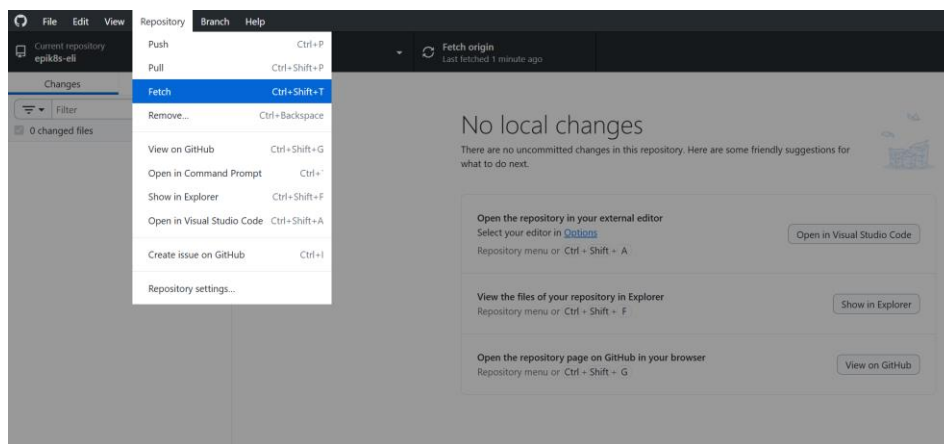 File Edit View Repository Branch Help
Current repository
epik8s-eli
Fetch origin
Last fetched 1 minute ago
Changes
Filter
0 changed files
Push Ctrl+P
Pull Ctrl+Shift+P
Fetch Ctrl+Shift+T
Remove... Ctrl+Backspace
View on GitHub Ctrl+Shift+G
Open in Command Prompt Ctrl+`
Show in Explorer Ctrl+Shift+F
Open in Visual Studio Code Ctrl+Shift+A
Create issue on GitHub Ctrl+I
Repository settings...
No local changes
There are no uncommitted changes in this repository. Here are some friendly suggestions for
what to do next.
Open the repository in your external editor
Select your editor in Options
Repository menu or Ctrl + Shift + A
Open in Visual Studio Code
View the files of your repository in Explorer
Repository menu or Ctrl + Shift + F
Show in Explorer
Open the repository page on GitHub in your browser
Repository menu or Ctrl + Shift + G
View on GitHub